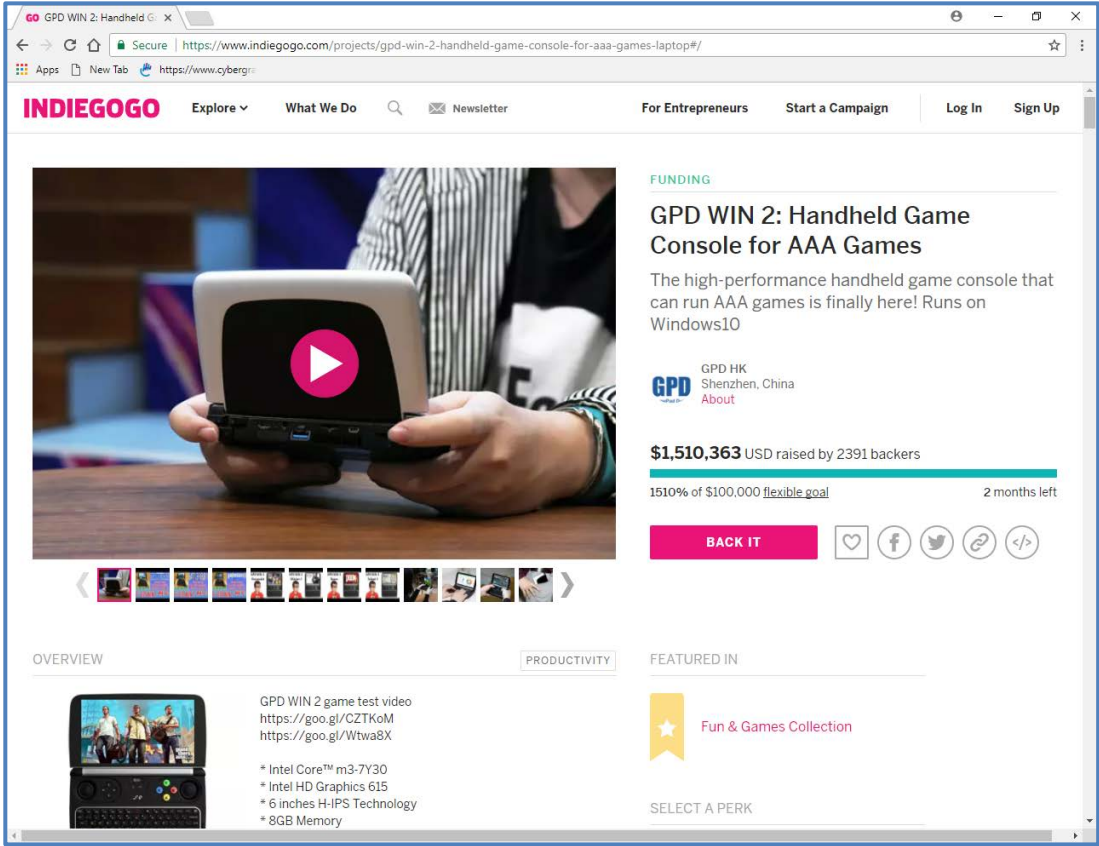 GO GPD WIN 2: Handheld G
Secure https://www.indiegogo.com/projects/gpd-win-2-handheld-game-console-for-aaa-games-laptop#/
Apps New Tab https://www.cybergra
INDIEGOGO Explore What We Do Newsletter For Entrepreneurs Start a Campaign Log In Sign Up
FUNDING
GPD WIN 2: Handheld Game
Console for AAA Games
The high-performance handheld game console that
can run AAA games is finally here! Runs on
Windows10
GPD
GPD HK
Shenzhen, China
About
$1,510,363 USD raised by 2391 backers
1510% of $100,000 flexible goal 2 months left
BACK IT
OVERVIEW PRODUCTIVITY
GPD WIN 2 game test video
https://goo.gl/CZTKoM
https://goo.gl/Wtwa8X
* Intel Core™ m3-7Y30
* Intel HD Graphics 615
* 6 inches H-IPS Technology
* 8GB Memory
FEATURED IN
Fun & Games Collection
SELECT A PERK